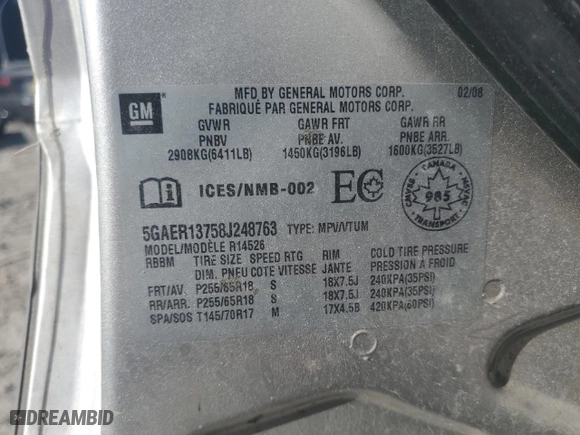 GM
MFD BY GENERAL MOTORS CORP. 02/08
FABRIQUÉ PAR GENERAL MOTORS CORP.
GVWR GAWR FRT GAWR RR
PNBV PNBE AV. PNBE ARR.
2908KG(6411LB) 1450KG(3196LB) 1600KG(3527LB)
ICES/NMB-002 EC
CANADA
985
TRANSPORT
5GAER13758J248763 TYPE: MPV/VTUM
MODEL/MODÈLE R14526
RBBM TIRE SIZE SPEED RTG RIM COLD TIRE PRESSURE
DIM. PNEU COTE VITESSE JANTE PRESSION A FROID
FRT/AV. P255/65R18 S 18X7.5J 240KPA(35PSI)
RR/ARR. P255/65R18 S 18X7.5J 240KPA(35PSI)
SPA/SOS T145/70R17 M 17X4.5B 420KPA(60PSI)
DREAMBID